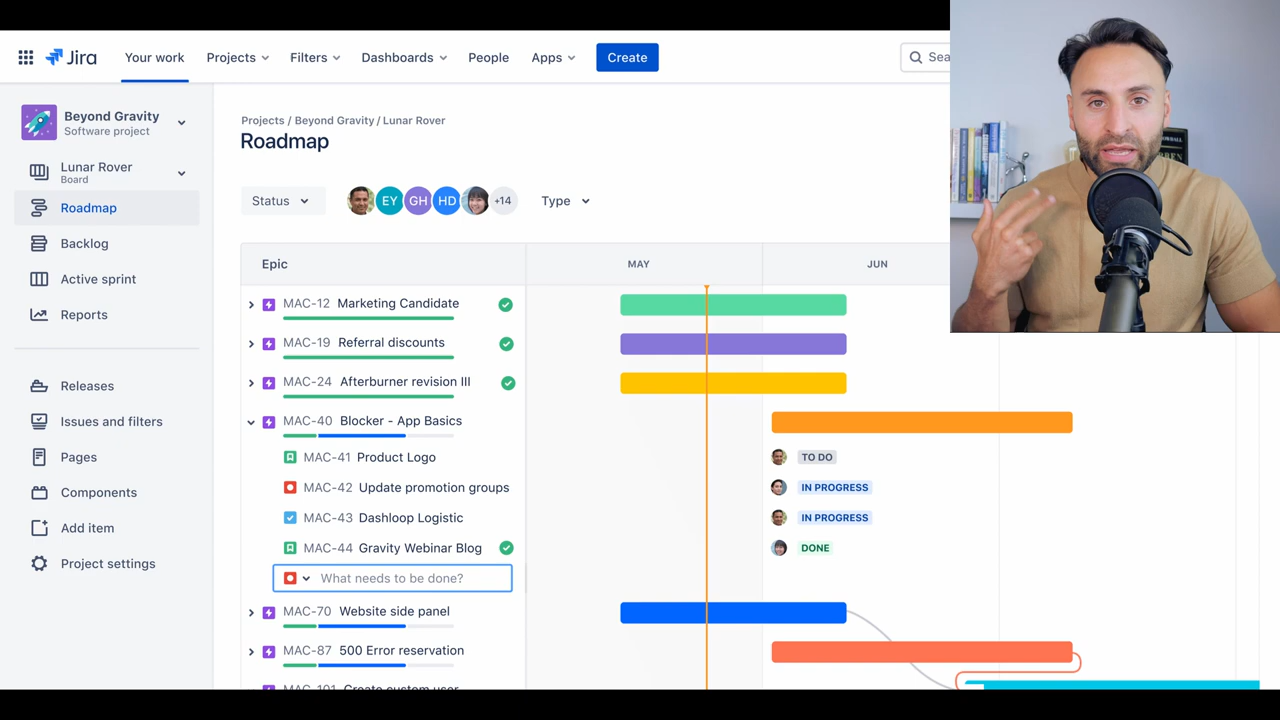 Jira Your work Projects Filters Dashboards People Apps Create Sea
Beyond Gravity
Software project
Lunar Rover
Board
Roadmap
Backlog
Active sprint
Reports
Releases
Issues and filters
Pages
Components
Add item
Project settings
Projects / Beyond Gravity / Lunar Rover
Roadmap
Status EY GH HD +14 Type
Epic MAY JUN
MAC-12 Marketing Candidate
MAC-19 Referral discounts
MAC-24 Afterburner revision III
MAC-40 Blocker - App Basics
MAC-41 Product Logo TO DO
MAC-42 Update promotion groups IN PROGRESS
MAC-43 Dashloop Logistic IN PROGRESS
MAC-44 Gravity Webinar Blog DONE
What needs to be done?
MAC-70 Website side panel
MAC-87 500 Error reservation
MAC-101 Create custom user